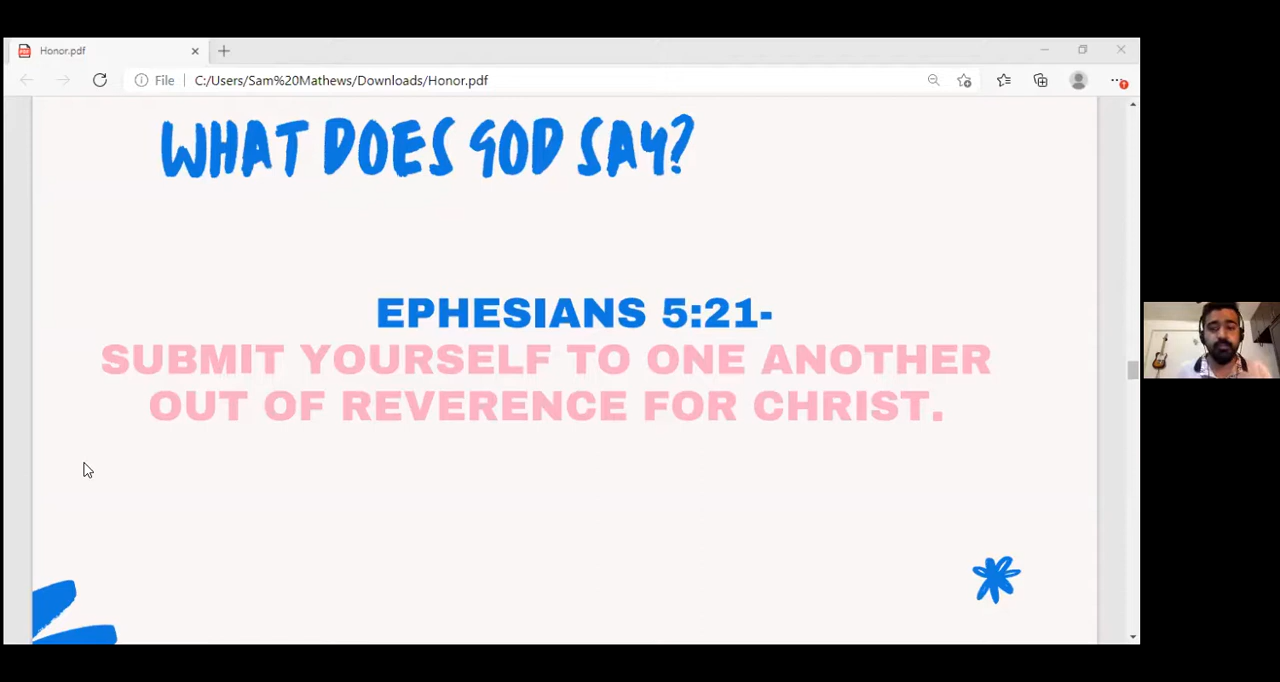 Honor.pdf
File
C:/Users/Sam%20Mathews/Downloads/Honor.pdf
WHAT DOES GOD SAY?
EPHESIANS 5:21-
SUBMIT YOURSELF TO ONE ANOTHER
OUT OF REVERENCE FOR CHRIST.